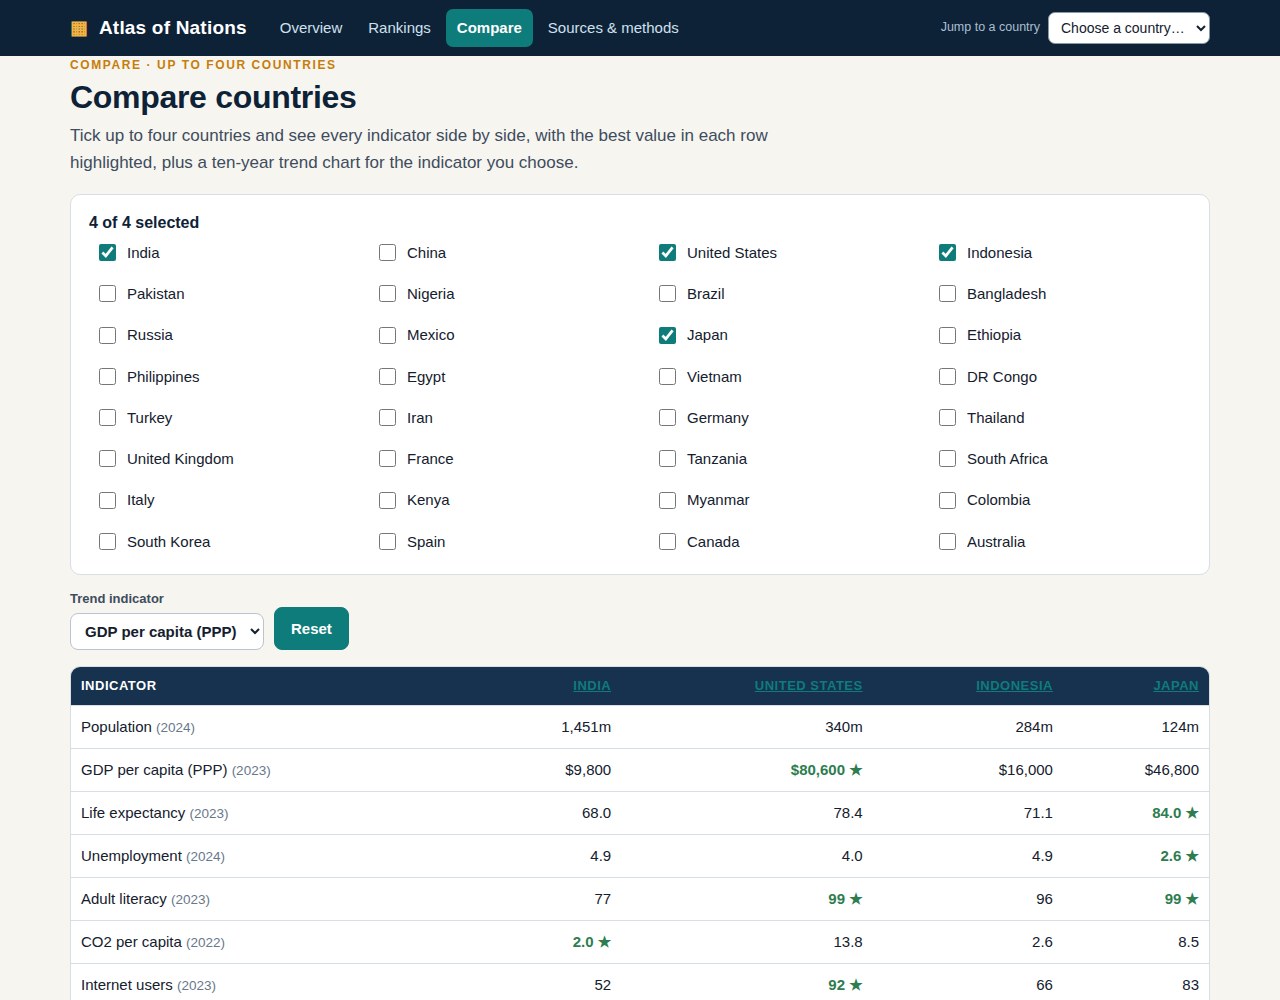 Atlas of Nations Overview Rankings Compare Sources & methods Jump to a country Choose a country…
COMPARE · UP TO FOUR COUNTRIES
Compare countries
Tick up to four countries and see every indicator side by side, with the best value in each row
highlighted, plus a ten-year trend chart for the indicator you choose.
4 of 4 selected
India China United States Indonesia
Pakistan Nigeria Brazil Bangladesh
Russia Mexico Japan Ethiopia
Philippines Egypt Vietnam DR Congo
Turkey Iran Germany Thailand
United Kingdom France Tanzania South Africa
Italy Kenya Myanmar Colombia
South Korea Spain Canada Australia
Trend indicator
GDP per capita (PPP) Reset
INDICATOR INDIA UNITED STATES INDONESIA JAPAN
Population (2024) 1,451m 340m 284m 124m
GDP per capita (PPP) (2023) $9,800 $80,600 ★ $16,000 $46,800
Life expectancy (2023) 68.0 78.4 71.1 84.0 ★
Unemployment (2024) 4.9 4.0 4.9 2.6 ★
Adult literacy (2023) 77 99 ★ 96 99 ★
CO2 per capita (2022) 2.0 ★ 13.8 2.6 8.5
Internet users (2023) 52 92 ★ 66 83